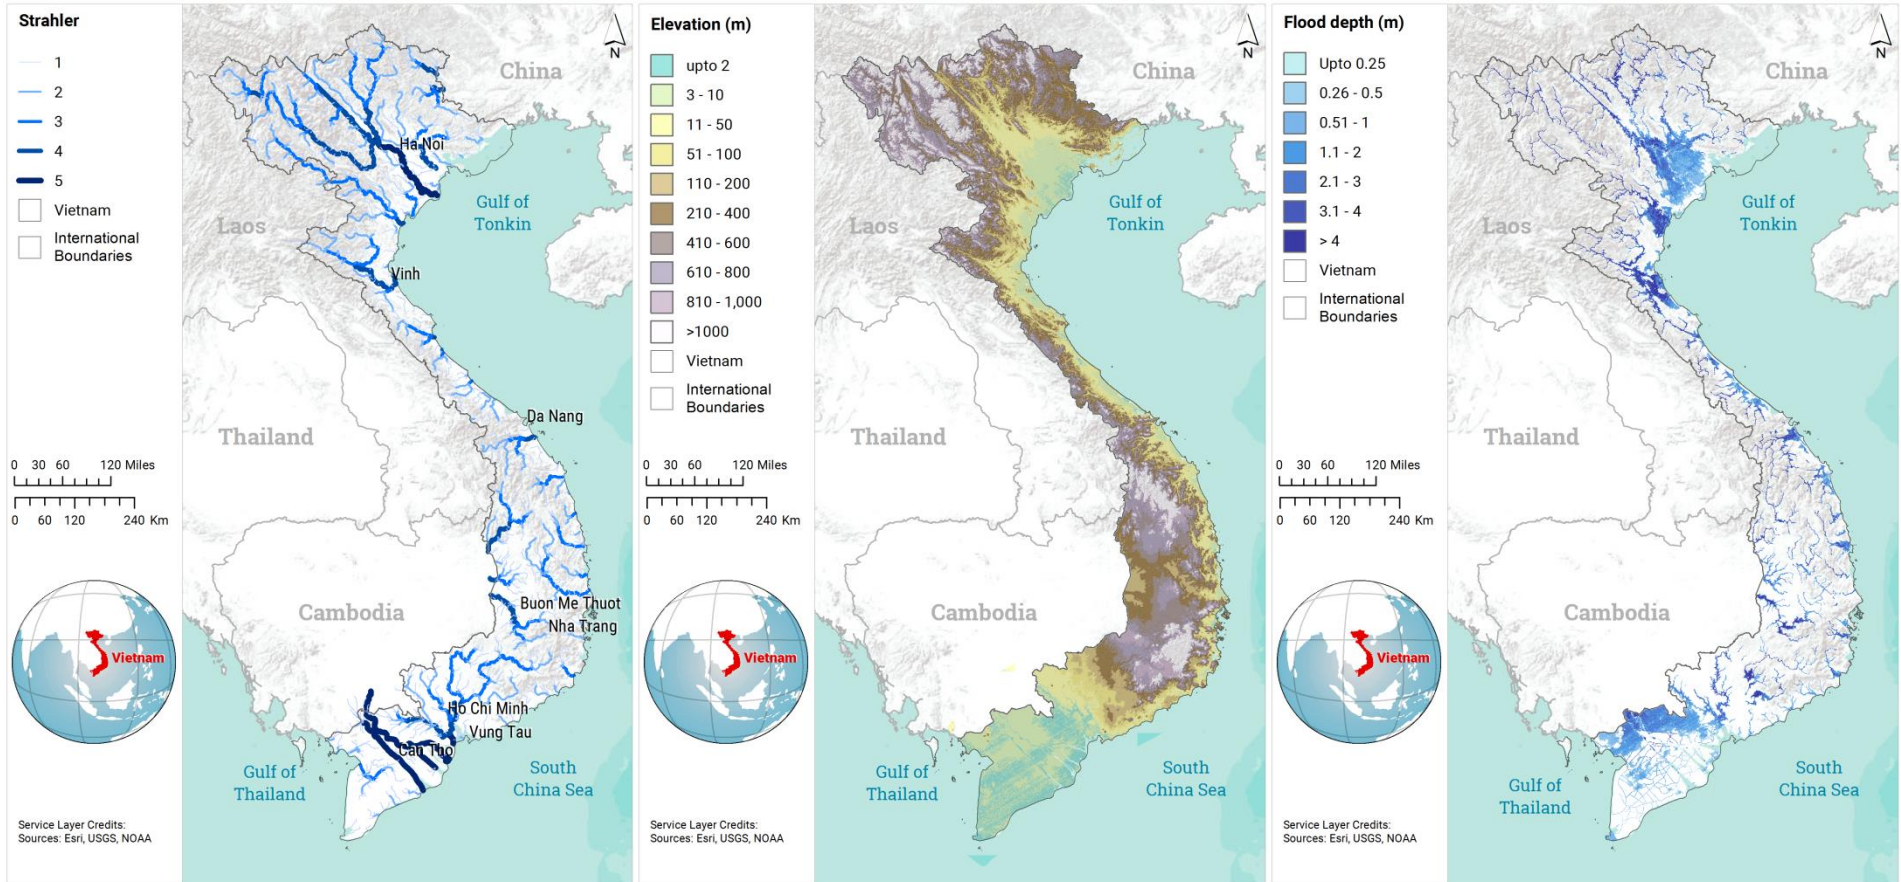 Strahler
1
2
3
4
5
Vietnam
International
Boundaries
0 30 60 120 Miles
0 60 120 240 Km
Vietnam
Service Layer Credits:
Sources: Esri, USGS, NOAA
N
China
Ha Noi
Gulf of
Tonkin
Laos
Vinh
Da Nang
Thailand
Cambodia
Buon Me Thuot
Nha Trang
Ho Chi Minh
Vung Tau
Can Tho
Gulf of
Thailand
South
China Sea
Elevation (m)
upto 2
3 - 10
11 - 50
51 - 100
110 - 200
210 - 400
410 - 600
610 - 800
810 - 1,000
>1000
Vietnam
International
Boundaries
0 30 60 120 Miles
0 60 120 240 Km
Vietnam
Service Layer Credits:
Sources: Esri, USGS, NOAA
N
China
Gulf of
Tonkin
Laos
Thailand
Cambodia
Gulf of
Thailand
South
China Sea
Flood depth (m)
Upto 0.25
0.26 - 0.5
0.51 - 1
1.1 - 2
2.1 - 3
3.1 - 4
> 4
Vietnam
International
Boundaries
0 30 60 120 Miles
0 60 120 240 Km
Vietnam
Service Layer Credits:
Sources: Esri, USGS, NOAA
N
China
Gulf of
Tonkin
Laos
Thailand
Cambodia
Gulf of
Thailand
South
China Sea